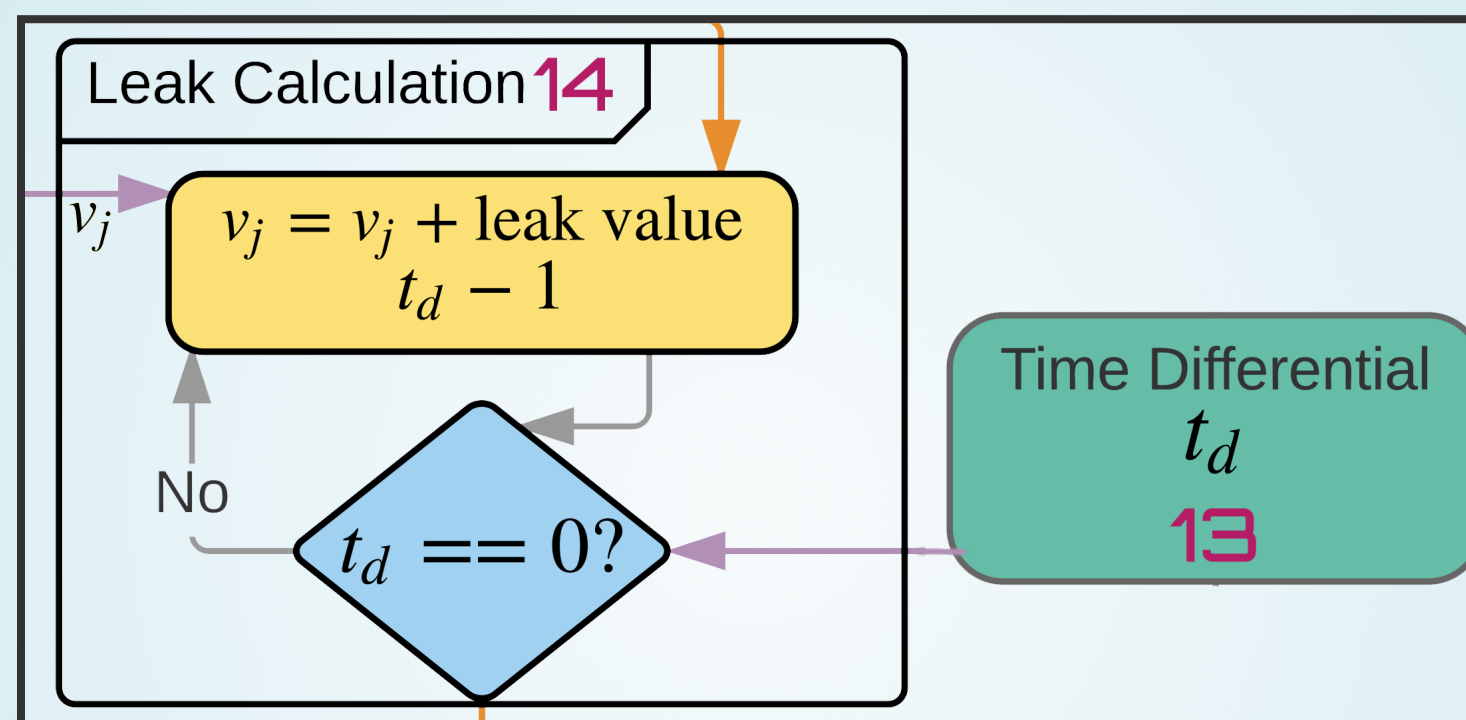 Leak Calculation 14
v_j
v_j = v_j + leak value
t_d − 1
No
t_d == 0?
Time Differential
t_d
13